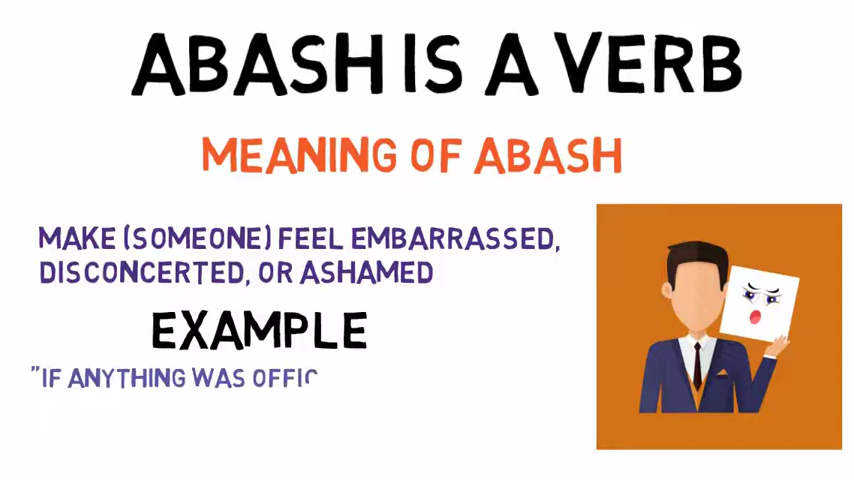 ABASH IS A VERB
MEANING OF ABASH
MAKE (SOMEONE) FEEL EMBARRASSED,
DISCONCERTED, OR ASHAMED
EXAMPLE
"IF ANYTHING WAS OFFIC